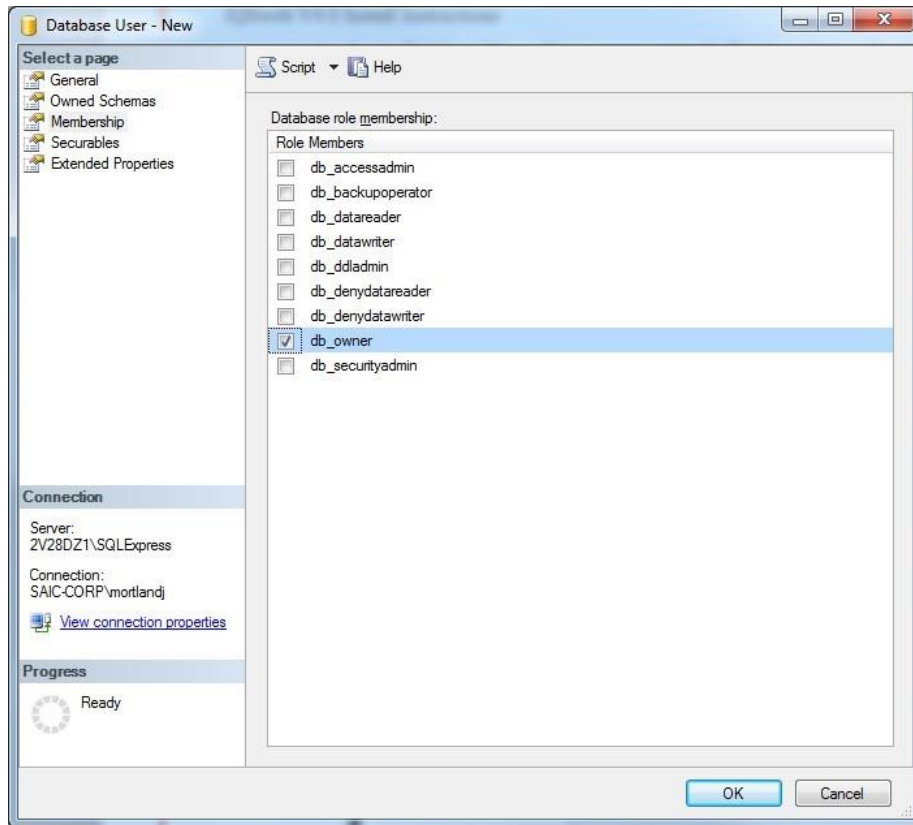 Database User - New
Select a page
General
Owned Schemas
Membership
Securables
Extended Properties
Script Help
Database role membership:
Role Members
db_accessadmin
db_backupoperator
db_datareader
db_datawriter
db_ddladmin
db_denydatareader
db_denydatawriter
db_owner
db_securityadmin
Connection
Server:
2V28DZ1\SQLExpress
Connection:
SAIC-CORP\mortlandj
View connection properties
Progress
Ready
OK Cancel